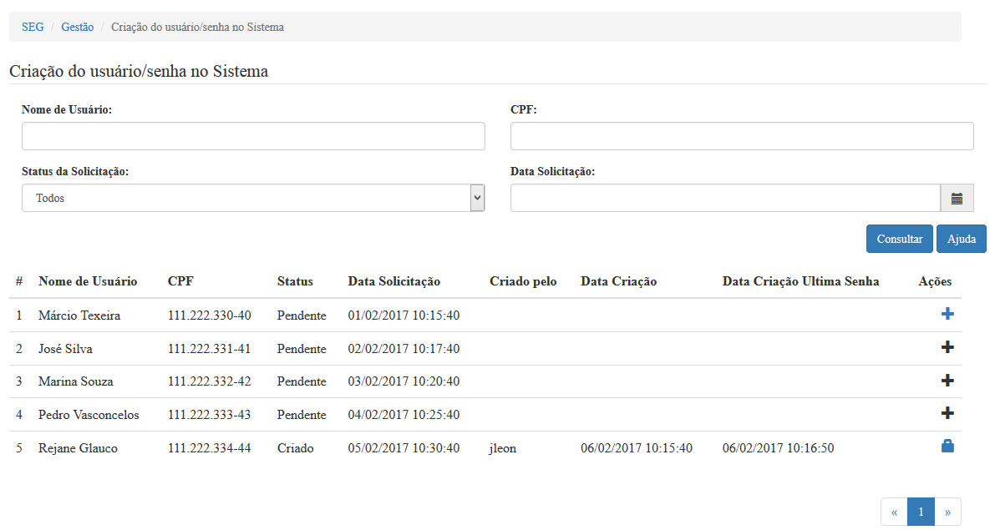 SEG / Gestão / Criação do usuário/senha no Sistema
Criação do usuário/senha no Sistema
Nome de Usuário: CPF:
Status da Solicitação: Data Solicitação:
Todos
Consultar Ajuda
# Nome de Usuário CPF Status Data Solicitação Criado pelo Data Criação Data Criação Ultima Senha Ações
1 Márcio Texeira 111.222.330-40 Pendente 01/02/2017 10:15:40
2 José Silva 111.222.331-41 Pendente 02/02/2017 10:17:40
3 Marina Souza 111.222.332-42 Pendente 03/02/2017 10:20:40
4 Pedro Vasconcelos 111.222.333-43 Pendente 04/02/2017 10:25:40
5 Rejane Glauco 111.222.334-44 Criado 05/02/2017 10:30:40 jleon 06/02/2017 10:15:40 06/02/2017 10:16:50
« 1 »